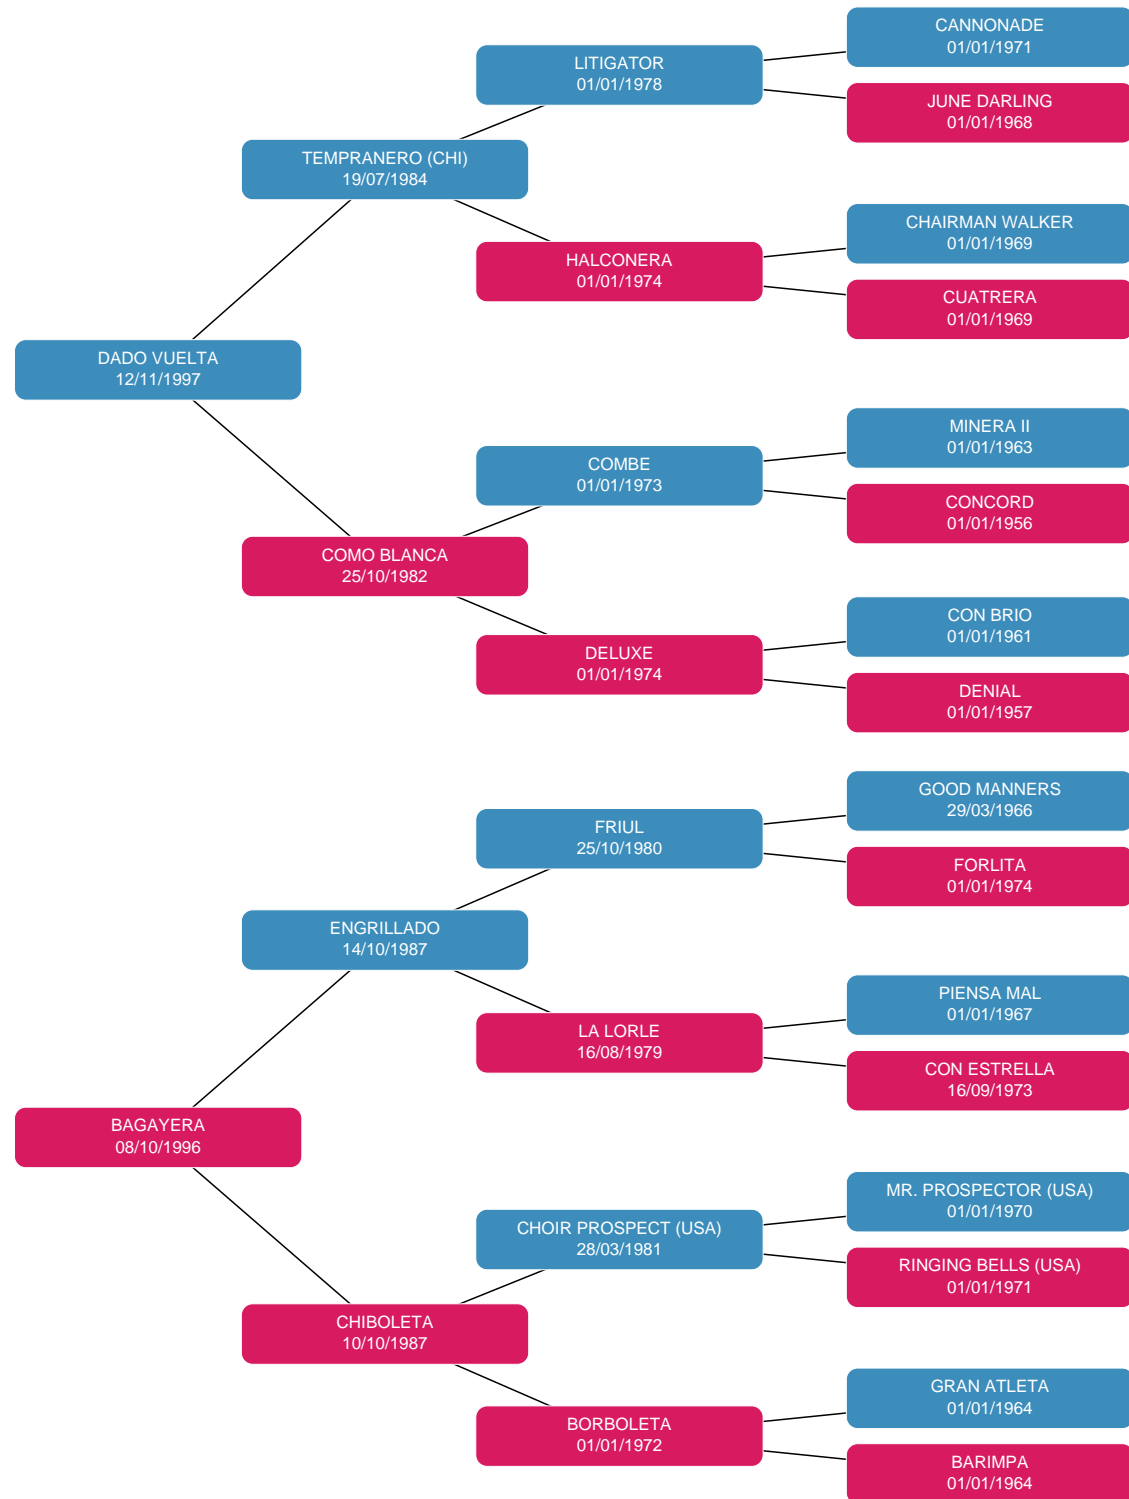 CANNONADE
01/01/1971
LITIGATOR
01/01/1978
JUNE DARLING
01/01/1968
TEMPRANERO (CHI)
19/07/1984
CHAIRMAN WALKER
01/01/1969
HALCONERA
01/01/1974
CUATRERA
01/01/1969
DADO VUELTA
12/11/1997
MINERA II
01/01/1963
COMBE
01/01/1973
CONCORD
01/01/1956
COMO BLANCA
25/10/1982
CON BRIO
01/01/1961
DELUXE
01/01/1974
DENIAL
01/01/1957
GOOD MANNERS
29/03/1966
FRIUL
25/10/1980
FORLITA
01/01/1974
ENGRILLADO
14/10/1987
PIENSA MAL
01/01/1967
LA LORLE
16/08/1979
CON ESTRELLA
16/09/1973
BAGAYERA
08/10/1996
MR. PROSPECTOR (USA)
01/01/1970
CHOIR PROSPECT (USA)
28/03/1981
RINGING BELLS (USA)
01/01/1971
CHIBOLETA
10/10/1987
GRAN ATLETA
01/01/1964
BORBOLETA
01/01/1972
BARIMPA
01/01/1964